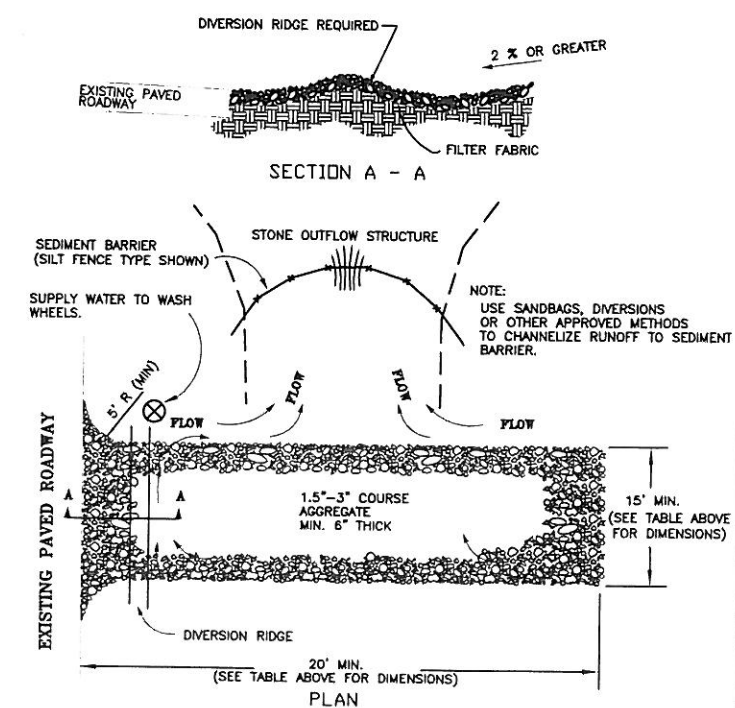 DIVERSION RIDGE REQUIRED
2 % OR GREATER
EXISTING PAVED
ROADWAY
FILTER FABRIC
SECTION A - A
STONE OUTFLOW STRUCTURE
SEDIMENT BARRIER
(SILT FENCE TYPE SHOWN)
SUPPLY WATER TO WASH
WHEELS.
NOTE:
USE SANDBAGS, DIVERSIONS
OR OTHER APPROVED METHODS
TO CHANNELIZE RUNOFF TO SEDIMENT
BARRIER.
5' R (MIN)
FLOW
FLOW
FLOW
FLOW
EXISTING PAVED ROADWAY
A
A
1.5"-3" COURSE
AGGREGATE
MIN. 6" THICK
15' MIN.
(SEE TABLE ABOVE
FOR DIMENSIONS)
DIVERSION RIDGE
20' MIN.
(SEE TABLE ABOVE FOR DIMENSIONS)
PLAN